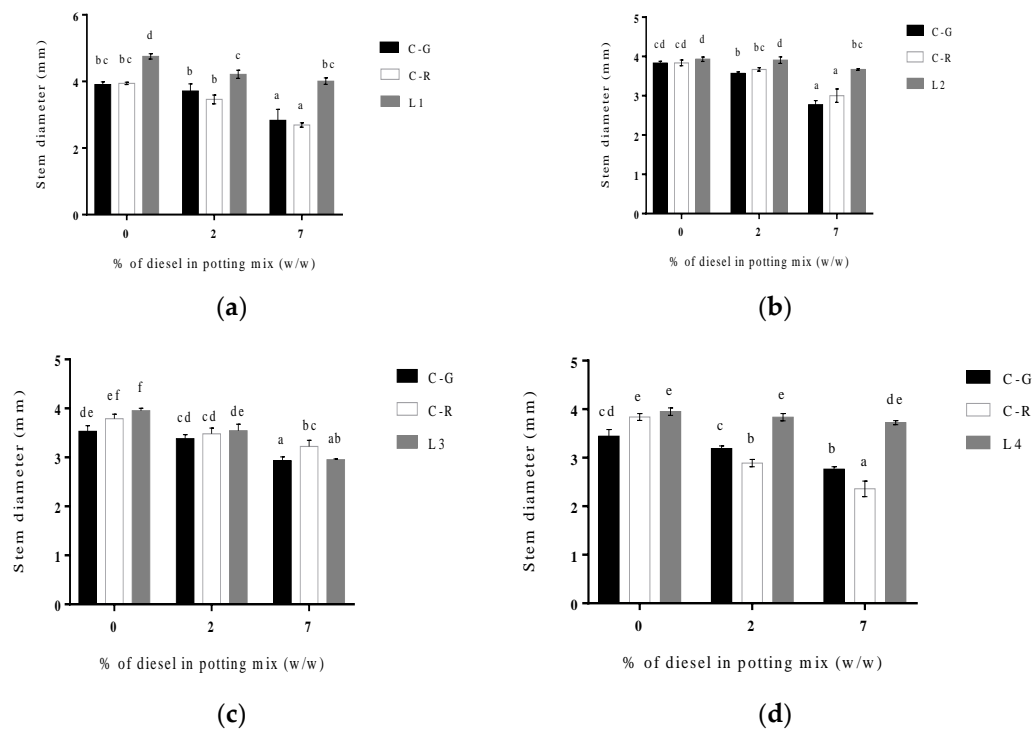 6
4
2
0
Stem diameter (mm)
bc bc d
b b c
a a bc
0 2 7
% of diesel in potting mix (w/w)
C-G
C-R
L1
(a)
5
4
3
2
1
0
Stem diameter (mm)
cd cd d
b bc d
a a bc
0 2 7
% of diesel in potting mix (w/w)
C-G
C-R
L2
(b)
5
4
3
2
1
0
Stem diameter (mm)
de ef f
cd cd de
a bc ab
0 2 7
% of diesel in potting mix (w/w)
C-G
C-R
L3
(c)
5
4
3
2
1
0
Stem diameter (mm)
cd e e
c b e
b a de
0 2 7
% of diesel in potting mix (w/w)
C-G
C-R
L4
(d)